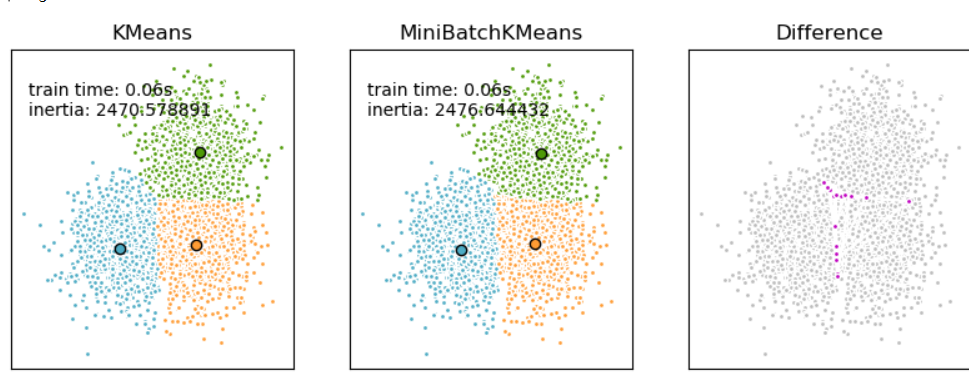 KMeans
train time: 0.06s
inertia: 2470.578891
MiniBatchKMeans
train time: 0.06s
inertia: 2476.644432
Difference